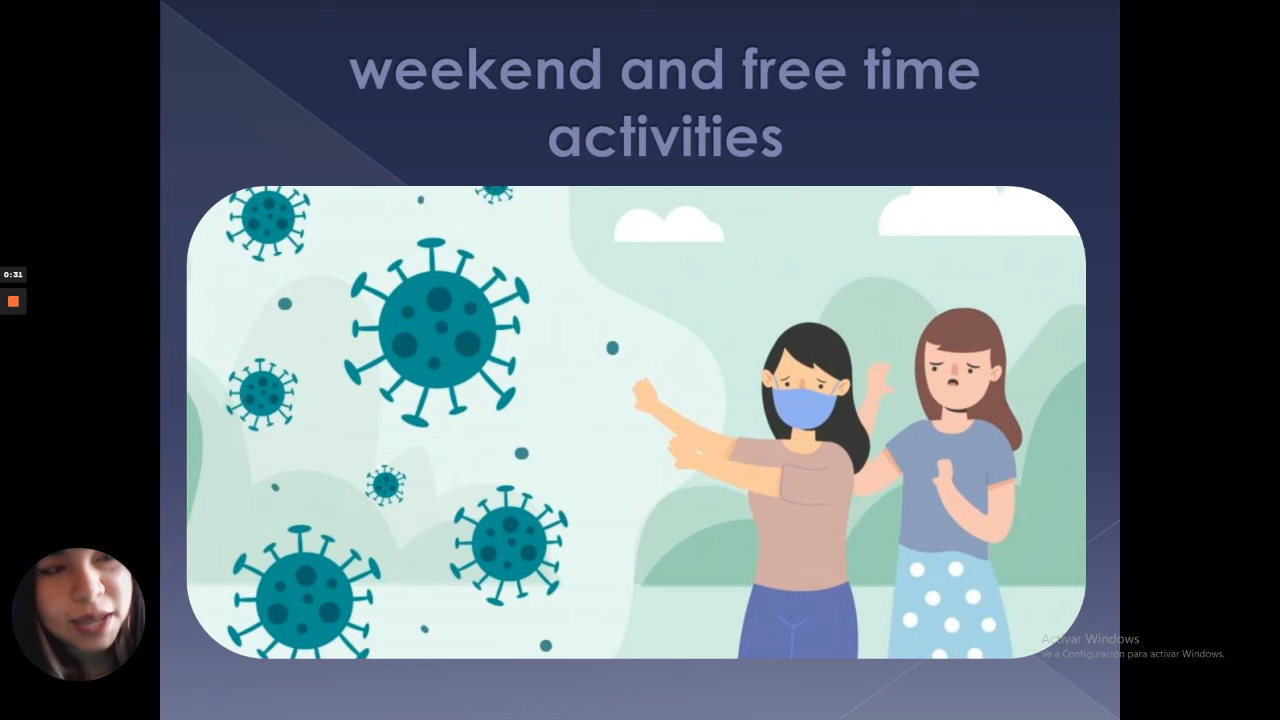 weekend and free time
activities
0:31
Activar Windows
Ve a Configuración para activar Windows.